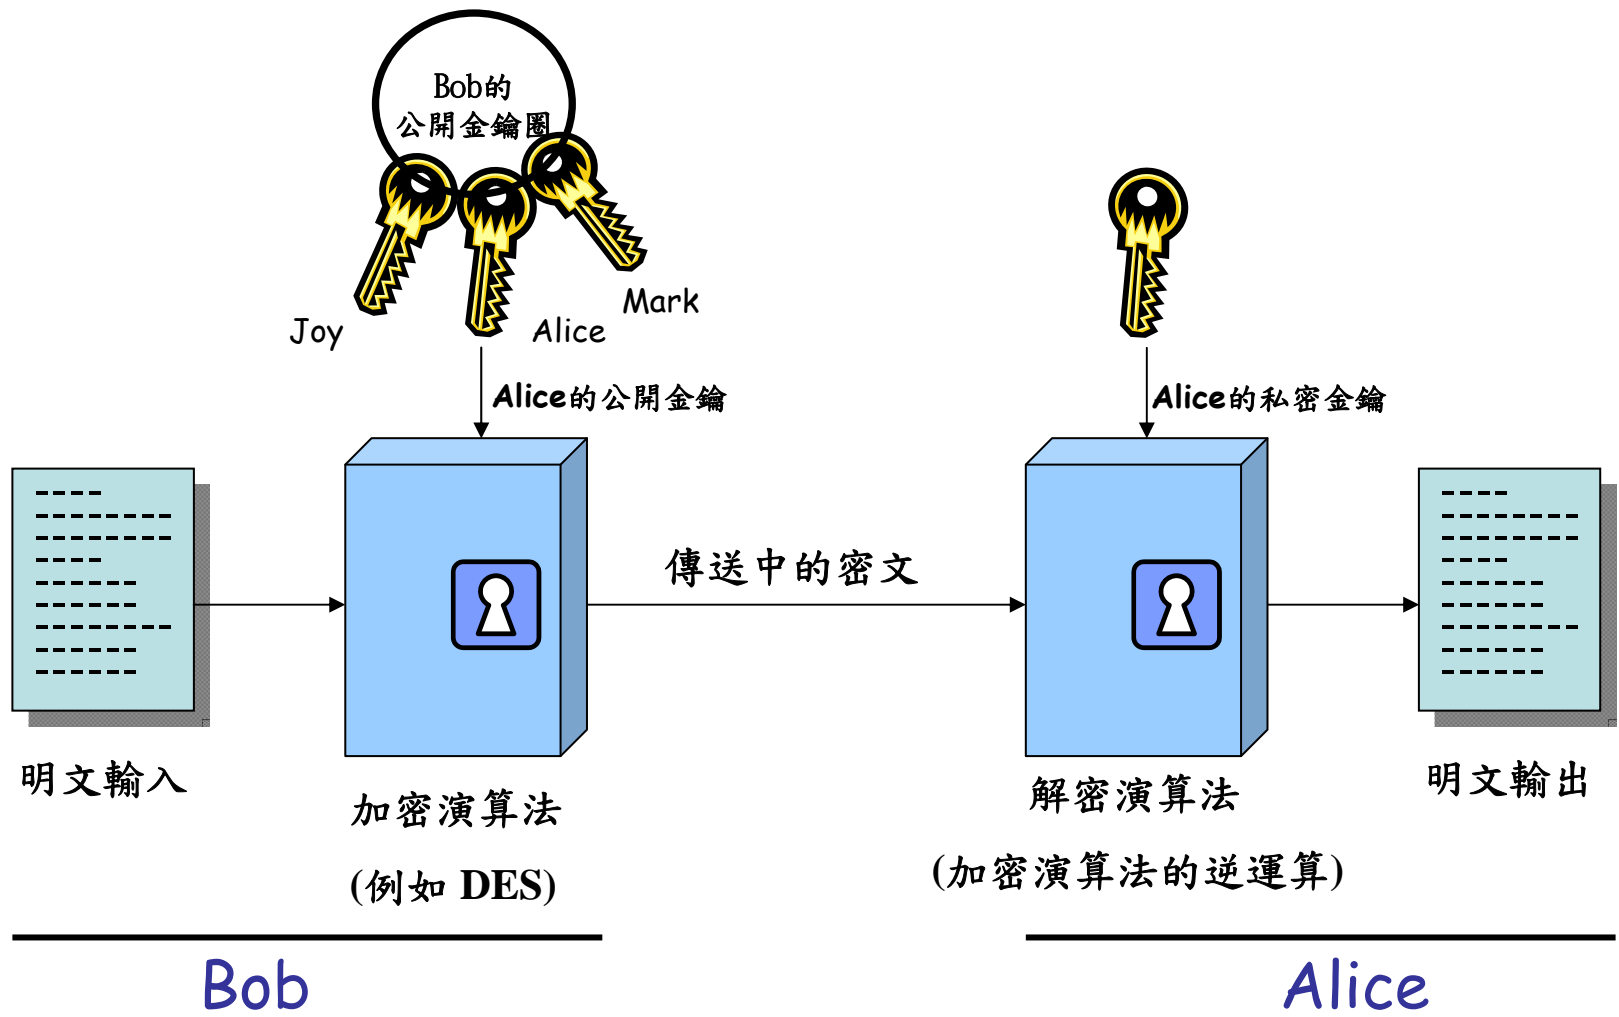 Bob的
公開金鑰圈
Joy
Alice
Mark
Alice的公開金鑰
Alice的私密金鑰
傳送中的密文
明文輸入
加密演算法
(例如 DES)
解密演算法
(加密演算法的逆運算)
明文輸出
Bob
Alice